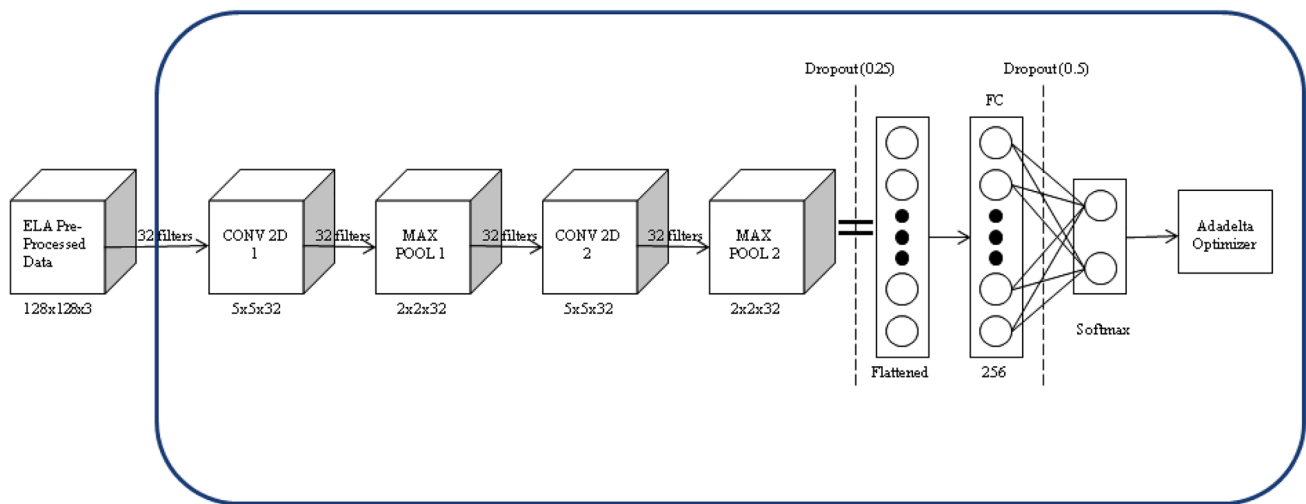 Dropout(0.25)
Dropout(0.5)
FC
ELA Pre-
Processed
Data
32 filters
CONV 2D
1
32 filters
MAX
POOL 1
32 filters
CONV 2D
2
32 filters
MAX
POOL 2
Adadelta
Optimizer
128x128x3
5x5x32
2x2x32
5x5x32
2x2x32
Softmax
Flattened
256